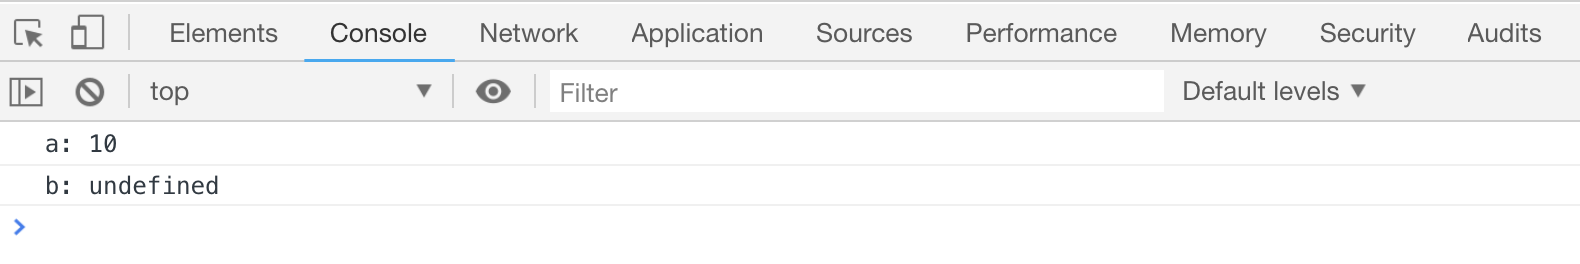 Elements Console Network Application Sources Performance Memory Security Audits
top Filter Default levels
a: 10
b: undefined